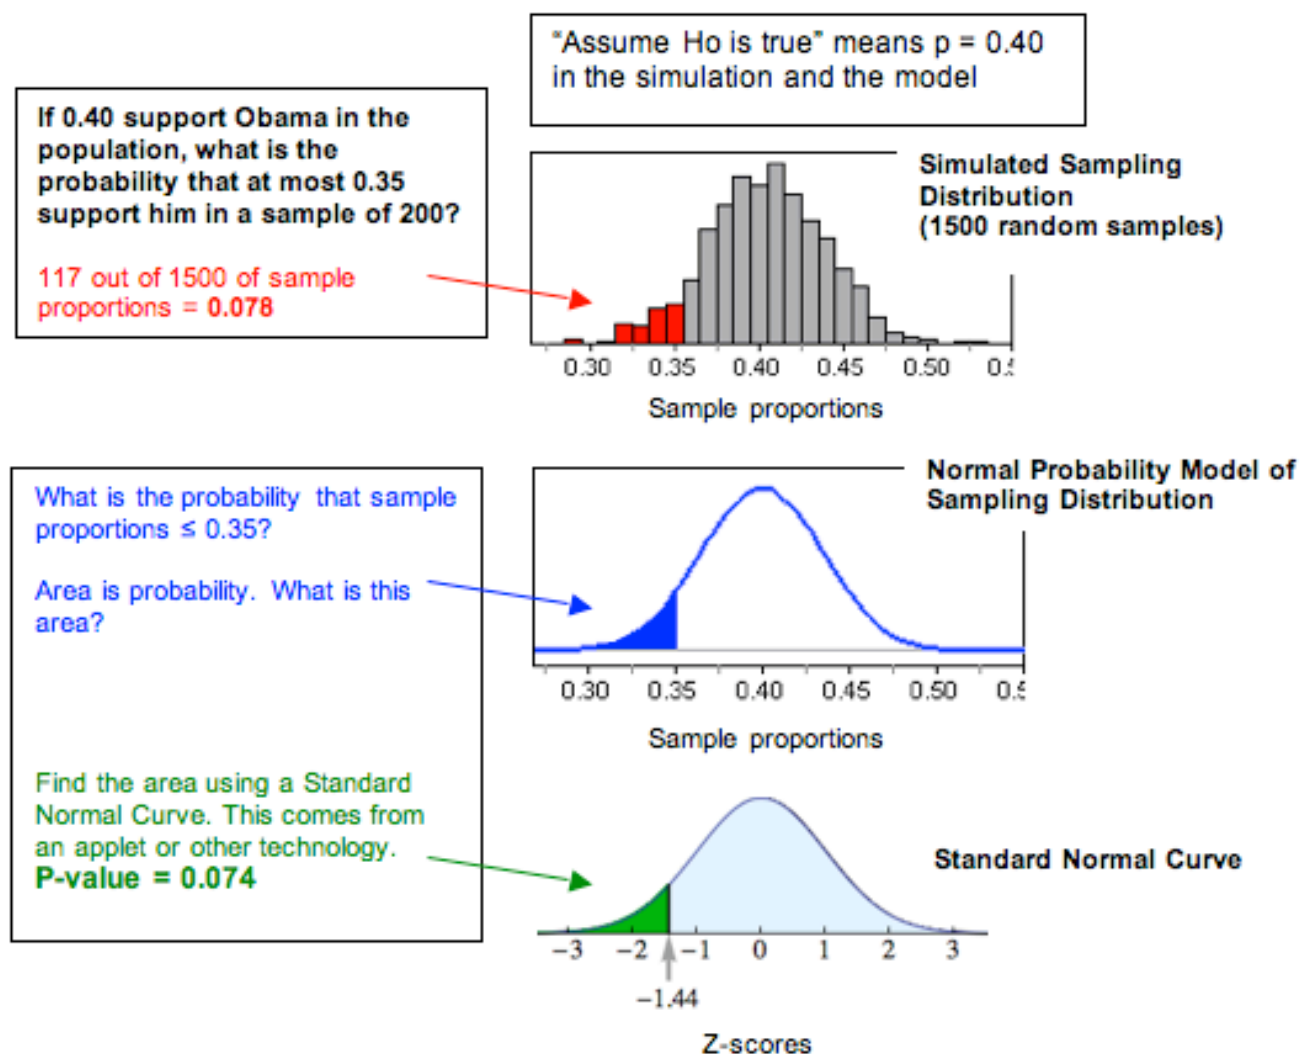 “Assume Ho is true” means p = 0.40
in the simulation and the model
If 0.40 support Obama in the
population, what is the
probability that at most 0.35
support him in a sample of 200?
117 out of 1500 of sample
proportions = 0.078
Simulated Sampling
Distribution
(1500 random samples)
0.30 0.35 0.40 0.45 0.50
Sample proportions
What is the probability that sample
proportions ≤ 0.35?
Area is probability. What is this
area?
Normal Probability Model of
Sampling Distribution
0.30 0.35 0.40 0.45 0.50
Sample proportions
Find the area using a Standard
Normal Curve. This comes from
an applet or other technology.
P-value = 0.074
Standard Normal Curve
−3 −2 −1 0 1 2 3
−1.44
Z-scores